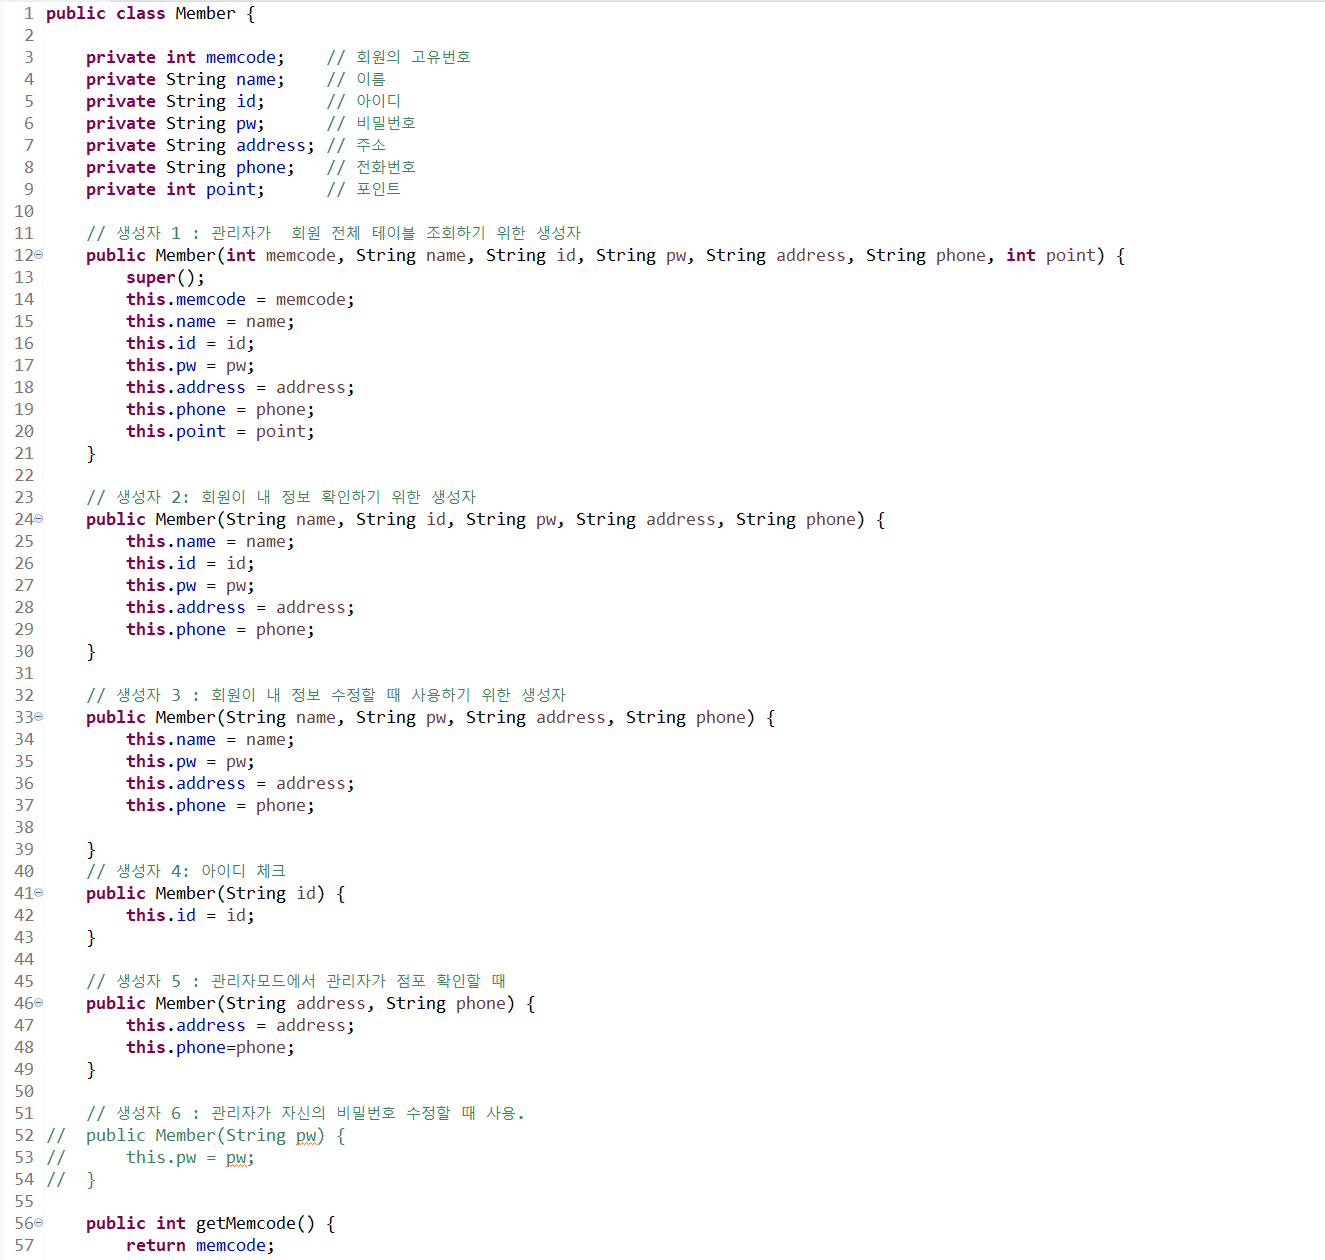 1 public class Member {
2
3     private int memcode;    // 회원의 고유번호
4     private String name;    // 이름
5     private String id;      // 아이디
6     private String pw;      // 비밀번호
7     private String address; // 주소
8     private String phone;   // 전화번호
9     private int point;      // 포인트
10
11     // 생성자 1 : 관리자가  회원 전체 테이블 조회하기 위한 생성자
12     public Member(int memcode, String name, String id, String pw, String address, String phone, int point) {
13         super();
14         this.memcode = memcode;
15         this.name = name;
16         this.id = id;
17         this.pw = pw;
18         this.address = address;
19         this.phone = phone;
20         this.point = point;
21     }
22
23     // 생성자 2: 회원이 내 정보 확인하기 위한 생성자
24     public Member(String name, String id, String pw, String address, String phone) {
25         this.name = name;
26         this.id = id;
27         this.pw = pw;
28         this.address = address;
29         this.phone = phone;
30     }
31
32     // 생성자 3 : 회원이 내 정보 수정할 때 사용하기 위한 생성자
33     public Member(String name, String pw, String address, String phone) {
34         this.name = name;
35         this.pw = pw;
36         this.address = address;
37         this.phone = phone;
38
39     }
40     // 생성자 4: 아이디 체크
41     public Member(String id) {
42         this.id = id;
43     }
44
45     // 생성자 5 : 관리자모드에서 관리자가 점포 확인할 때
46     public Member(String address, String phone) {
47         this.address = address;
48         this.phone=phone;
49     }
50
51     // 생성자 6 : 관리자가 자신의 비밀번호 수정할 때 사용.
52 //  public Member(String pw) {
53 //      this.pw = pw;
54 //  }
55
56     public int getMemcode() {
57         return memcode;